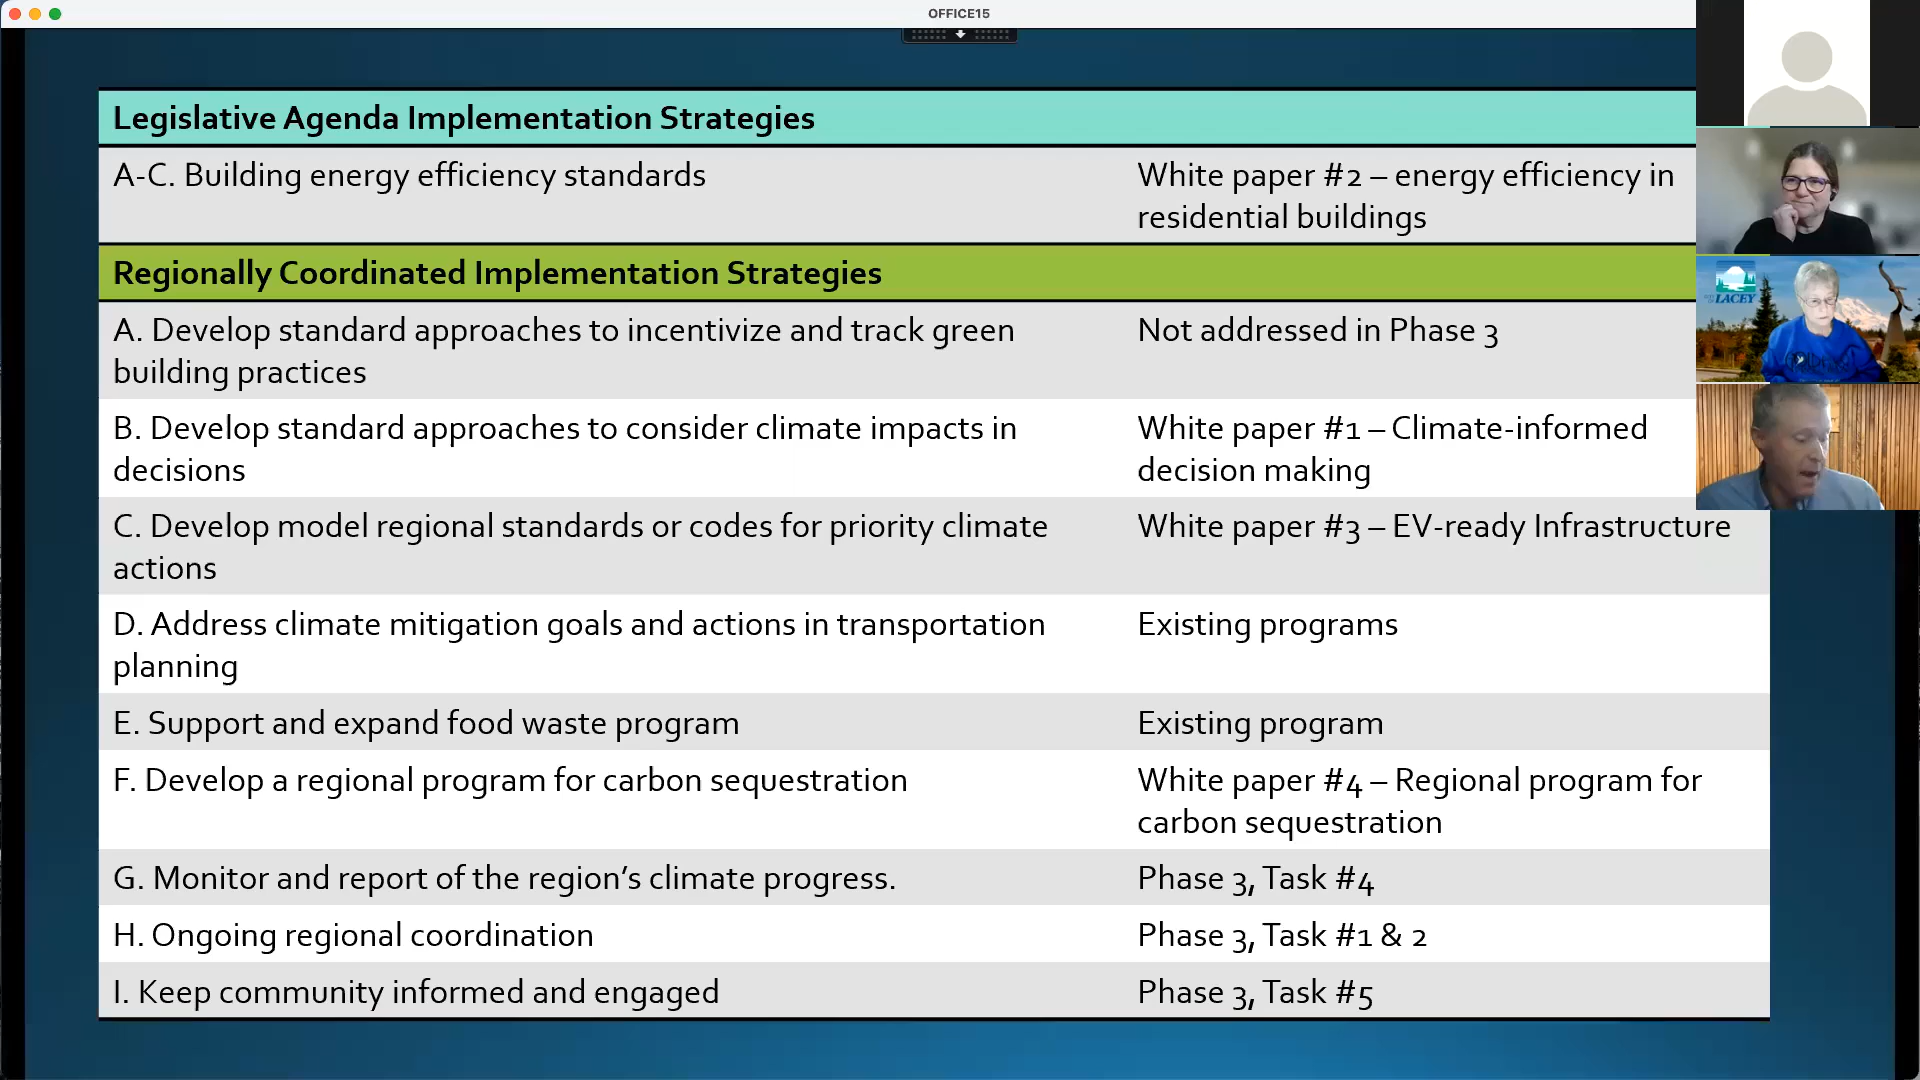 OFFICE15
Legislative Agenda Implementation Strategies
A-C. Building energy efficiency standards
White paper #2 – energy efficiency in
residential buildings
Regionally Coordinated Implementation Strategies
A. Develop standard approaches to incentivize and track green
building practices
Not addressed in Phase 3
B. Develop standard approaches to consider climate impacts in
decisions
White paper #1 – Climate-informed
decision making
C. Develop model regional standards or codes for priority climate
actions
White paper #3 – EV-ready Infrastructure
D. Address climate mitigation goals and actions in transportation
planning
Existing programs
E. Support and expand food waste program
Existing program
F. Develop a regional program for carbon sequestration
White paper #4 – Regional program for
carbon sequestration
G. Monitor and report of the region’s climate progress.
Phase 3, Task #4
H. Ongoing regional coordination
Phase 3, Task #1 & 2
I. Keep community informed and engaged
Phase 3, Task #5
LACEY